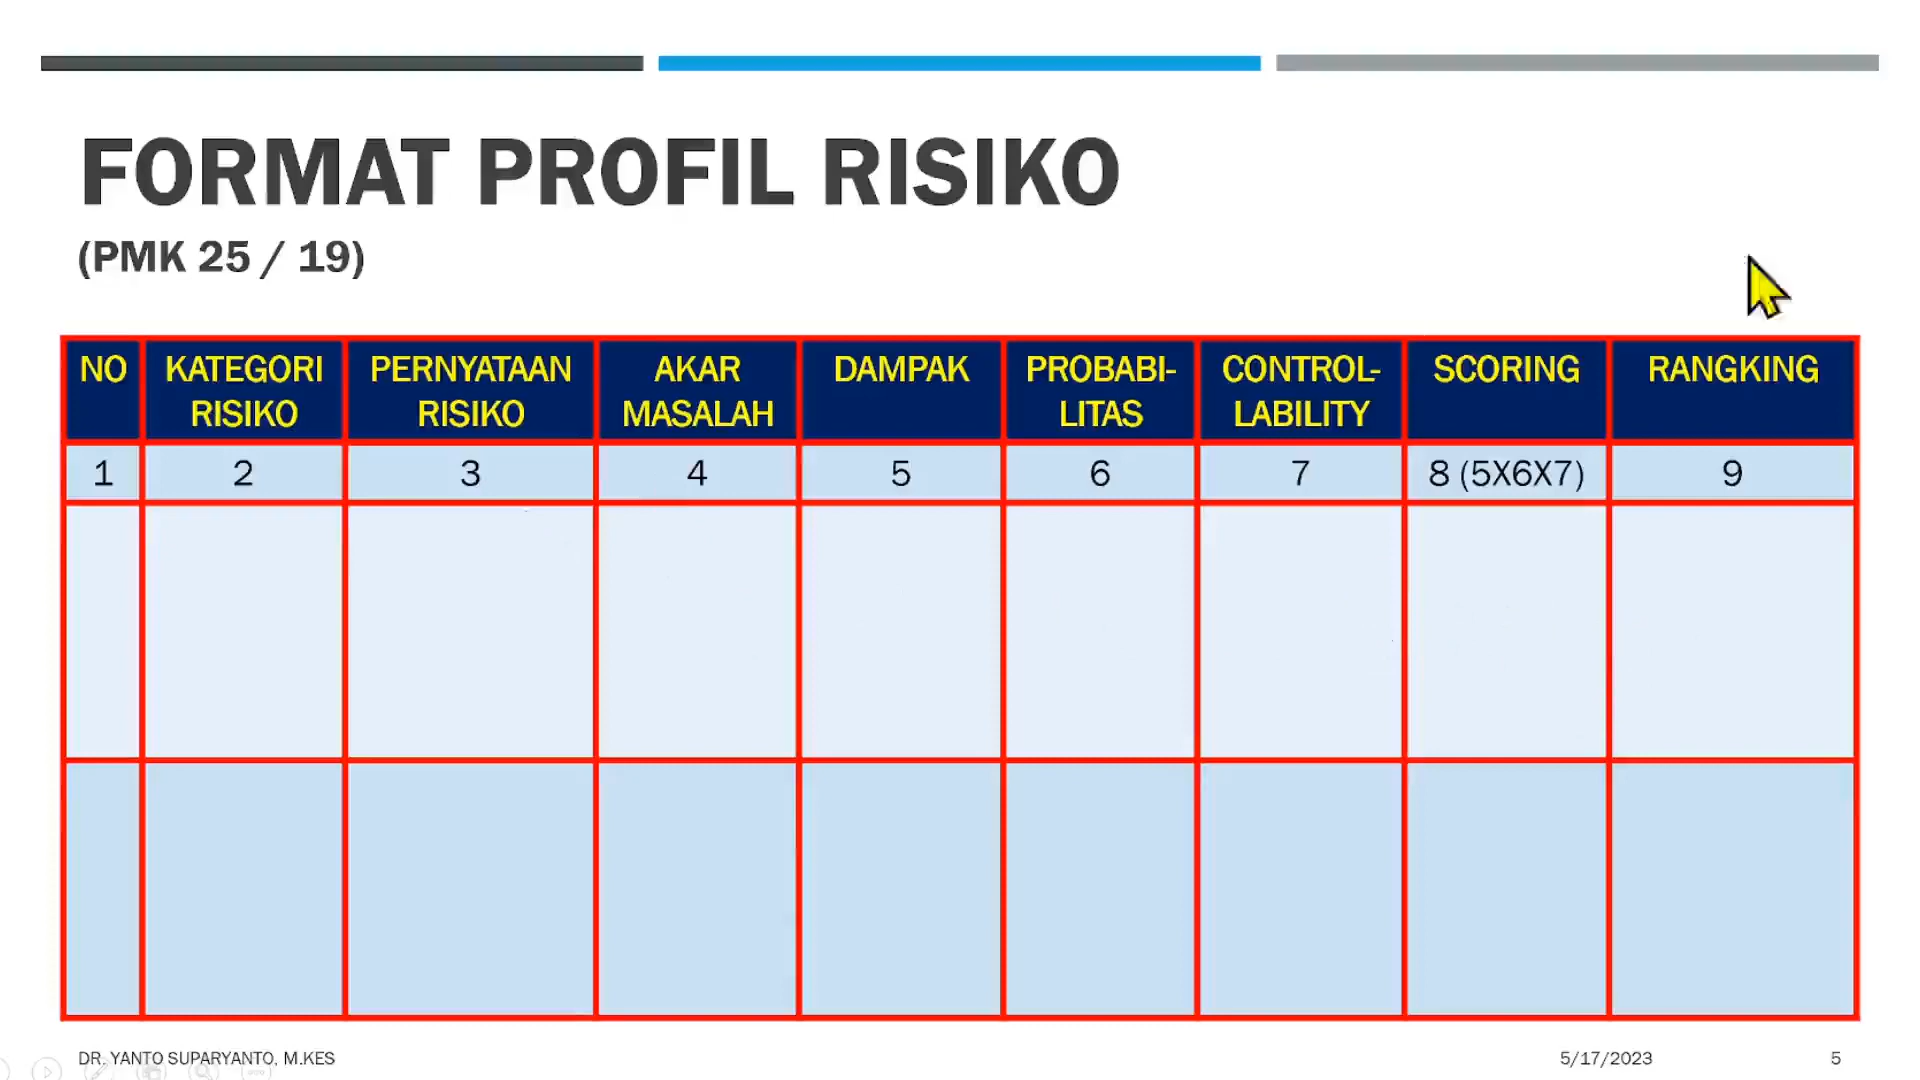 FORMAT PROFIL RISIKO
(PMK 25 / 19)
NO KATEGORI RISIKO PERNYATAAN RISIKO AKAR MASALAH DAMPAK PROBABI-LITAS CONTROL-LABILITY SCORING RANGKING
1 2 3 4 5 6 7 8 (5X6X7) 9
DR. YANTO SUPARYANTO, M.KES 5/17/2023 5